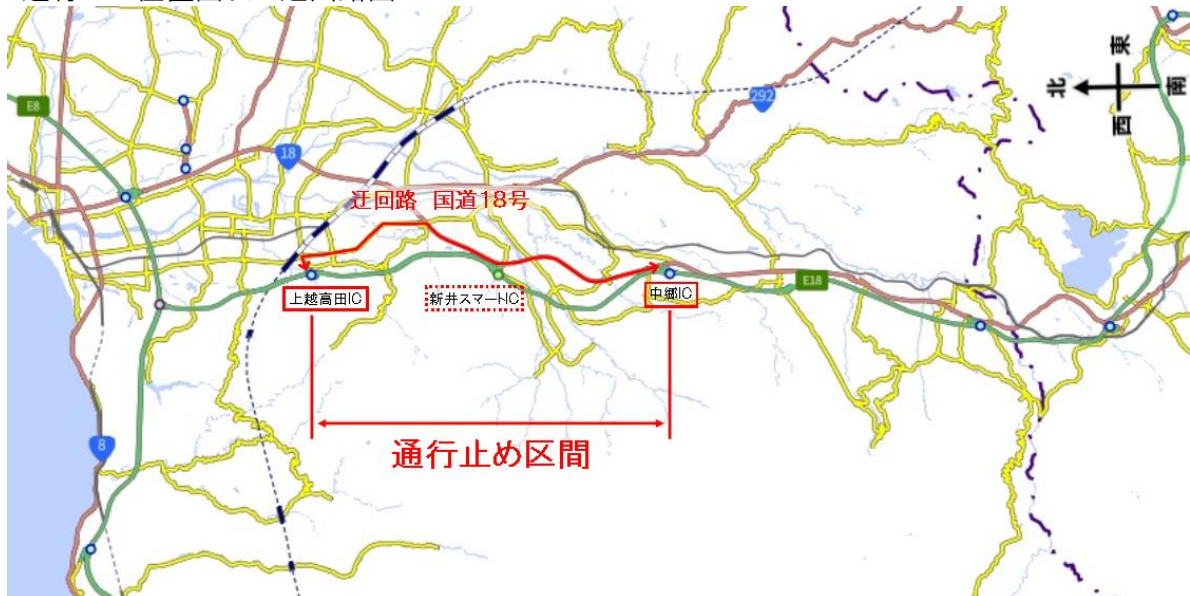 E8
18
292
東
北
南
西
迂回路 国道18号
上越高田IC
新井スマートIC
中郷IC
E18
通行止め区間
8